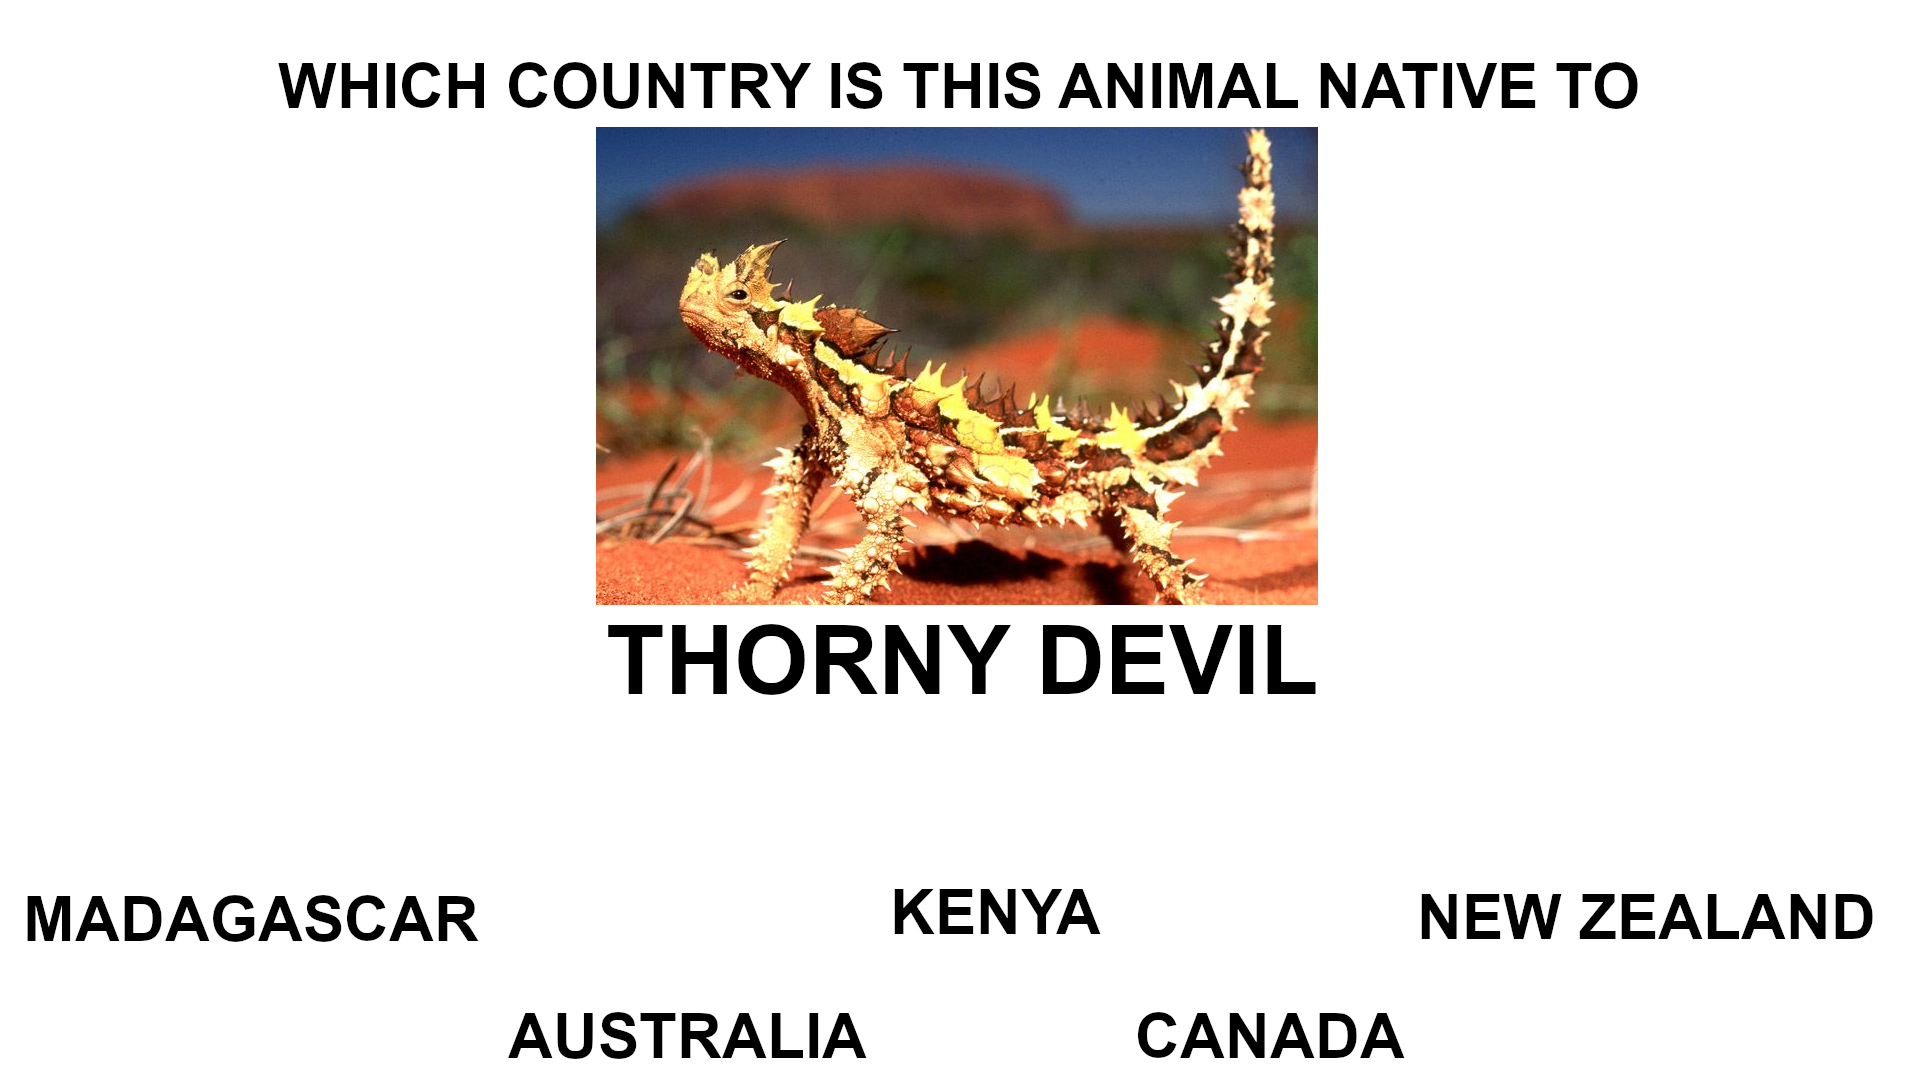 WHICH COUNTRY IS THIS ANIMAL NATIVE TO
THORNY DEVIL
MADAGASCAR
KENYA
NEW ZEALAND
AUSTRALIA
CANADA